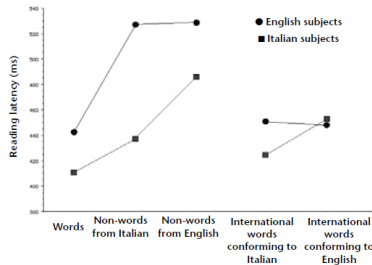 540
520
500
480
460
440
420
400
380
Reading latency (ms)
English subjects
Italian subjects
Words
Non-words
from Italian
Non-words
from English
International
words
conforming to
Italian
International
words
conforming to
English